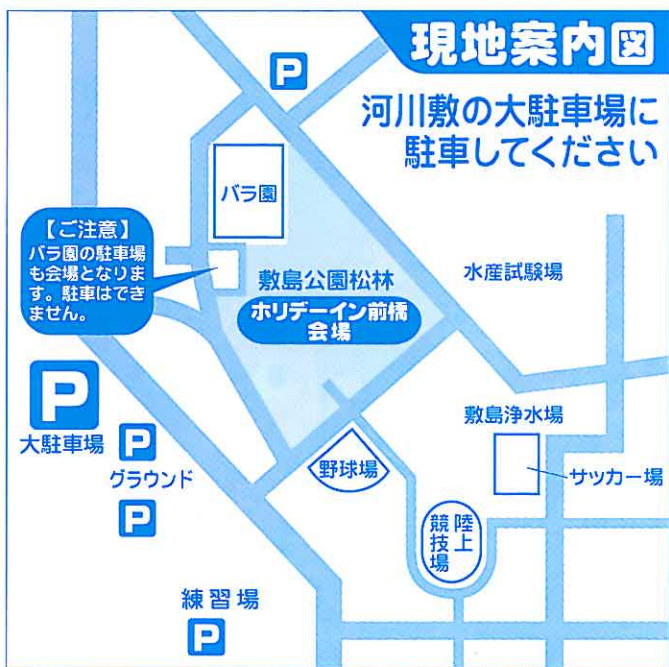 現地案内図
河川敷の大駐車場に
駐車してください
P
バラ園
【ご注意】
バラ園の駐車場
も会場となりま
す。駐車はでき
ません。
敷島公園松林
ホリデーイン前橋
会場
水産試験場
P
大駐車場
P
グラウンド
P
野球場
敷島浄水場
サッカー場
陸上
競技場
練習場
P